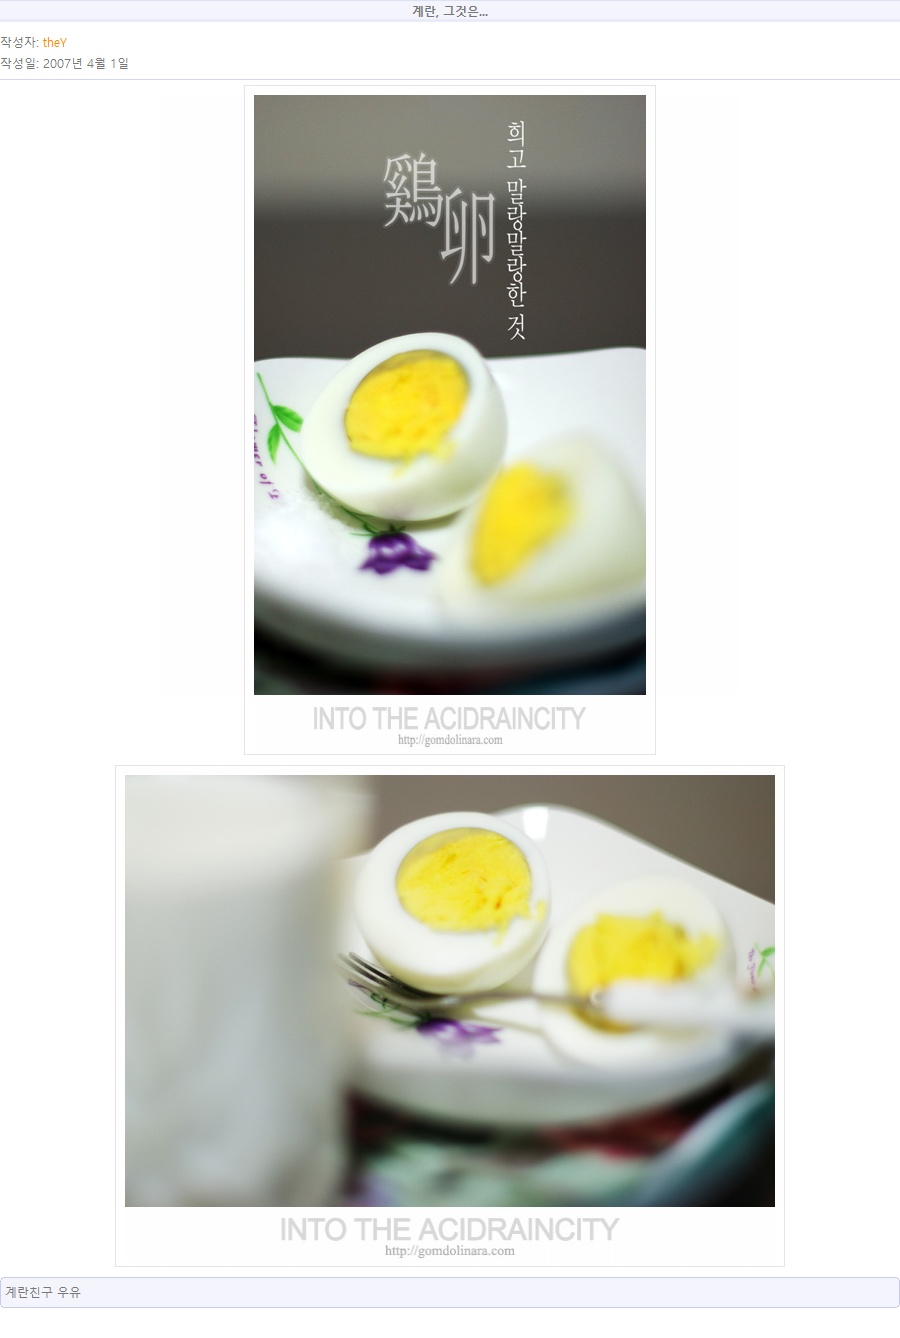 계란, 그것은...
작성자: theY
작성일: 2007년 4월 1일
鷄卵
희고 말랑말랑한 것
INTO THE ACIDRAINCITY
http://gomdolinara.com
INTO THE ACIDRAINCITY
http://gomdolinara.com
계란친구 우유